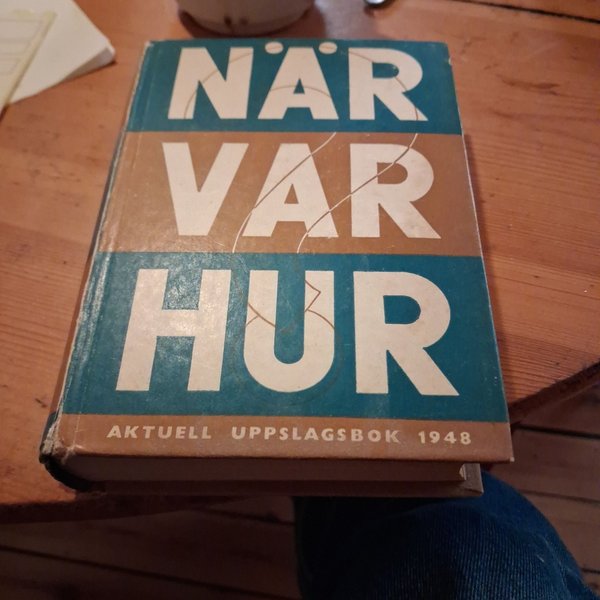 NÄR
VAR
HUR
AKTUELL UPPSLAGSBOK 1948